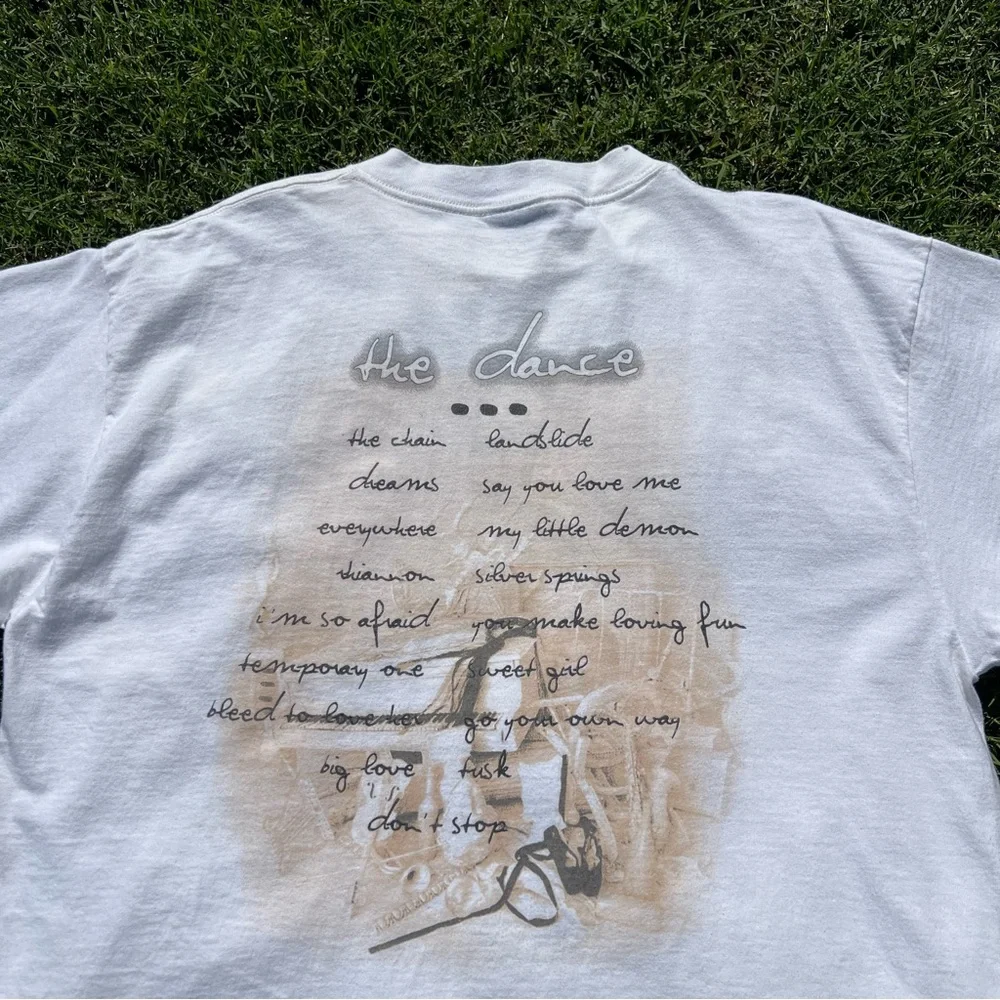 the dance
the chain landslide
dreams say you love me
everywhere my little demon
rhiannon silver springs
i'm so afraid you make loving fun
temporary one sweet girl
bleed to love her go your own way
big love tusk
don't stop